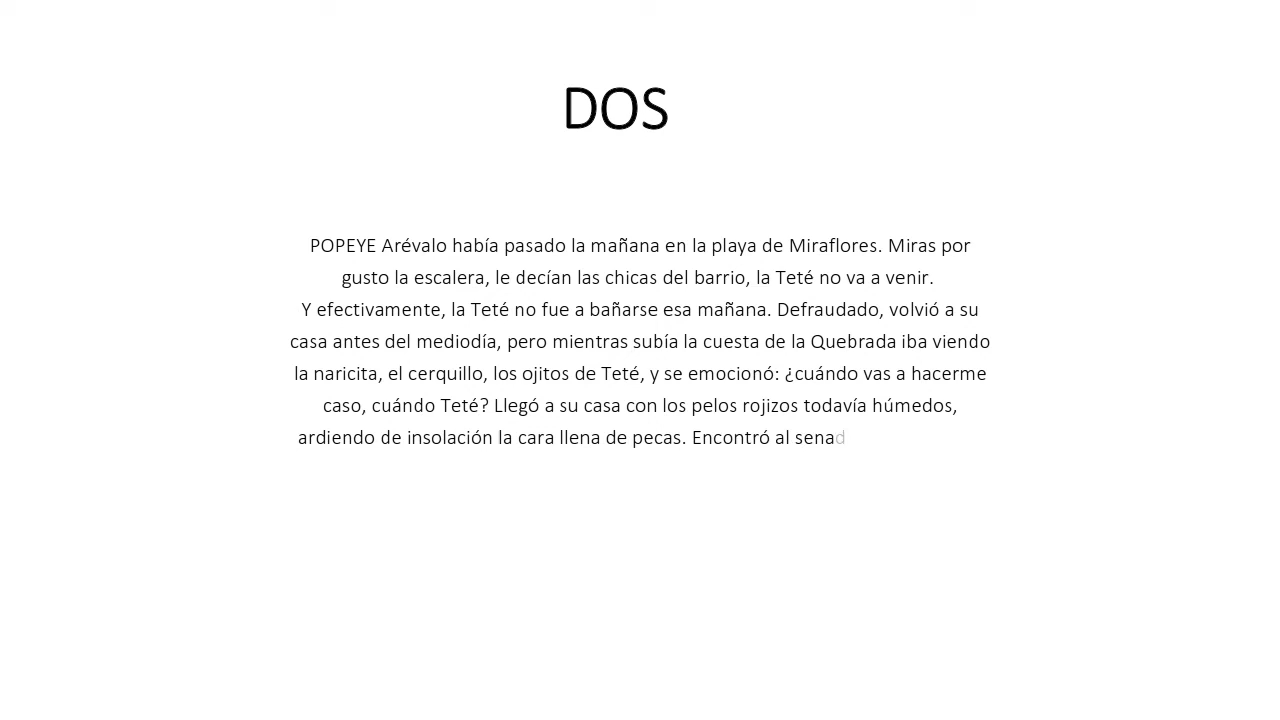 DOS
POPEYE Arévalo había pasado la mañana en la playa de Miraflores. Miras por
gusto la escalera, le decían las chicas del barrio, la Teté no va a venir.
Y efectivamente, la Teté no fue a bañarse esa mañana. Defraudado, volvió a su
casa antes del mediodía, pero mientras subía la cuesta de la Quebrada iba viendo
la naricita, el cerquillo, los ojitos de Teté, y se emocionó: ¿cuándo vas a hacerme
caso, cuándo Teté? Llegó a su casa con los pelos rojizos todavía húmedos,
ardiendo de insolación la cara llena de pecas. Encontró al senad